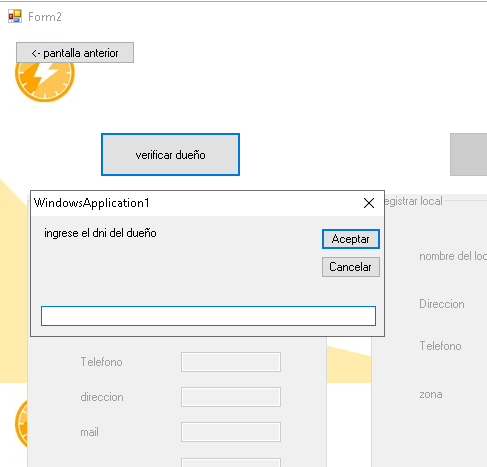 Form2
<- pantalla anterior
verificar dueño
WindowsApplication1
ingrese el dni del dueño
Aceptar
Cancelar
egistrar local
nombre del loc
Direccion
Telefono
zona
Telefono
direccion
mail